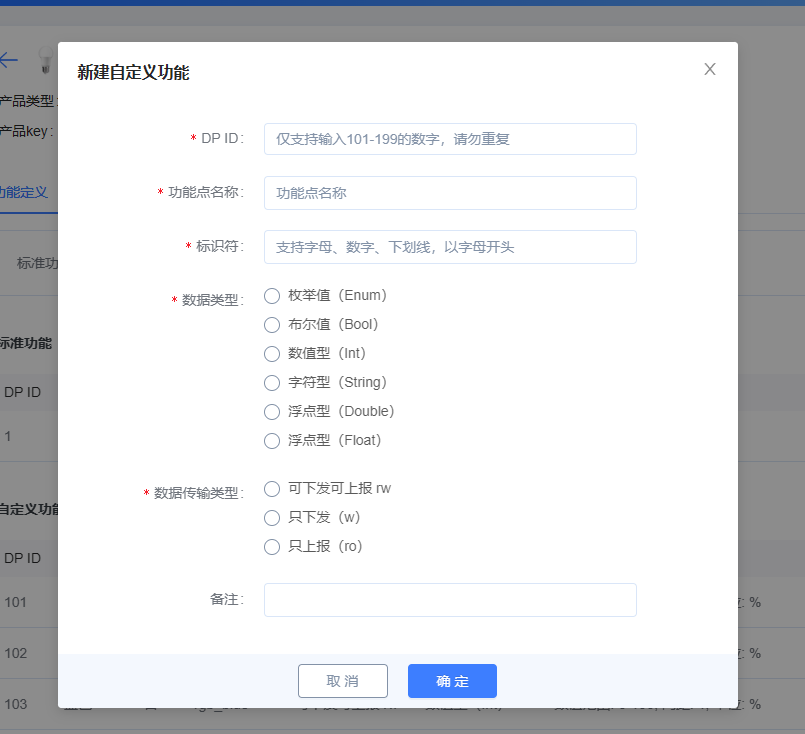 新建自定义功能
产品类型:
产品key:
功能定义
标准功
标准功能
DP ID
1
自定义功能
DP ID
101
102
103
* DP ID:
仅支持输入101-199的数字，请勿重复
* 功能点名称:
功能点名称
* 标识符:
支持字母、数字、下划线，以字母开头
* 数据类型:
枚举值（Enum）
布尔值（Bool）
数值型（Int）
字符型（String）
浮点型（Double）
浮点型（Float）
* 数据传输类型:
可下发可上报 rw
只下发（w）
只上报（ro）
备注:
: %
: %
: %
取 消
确 定